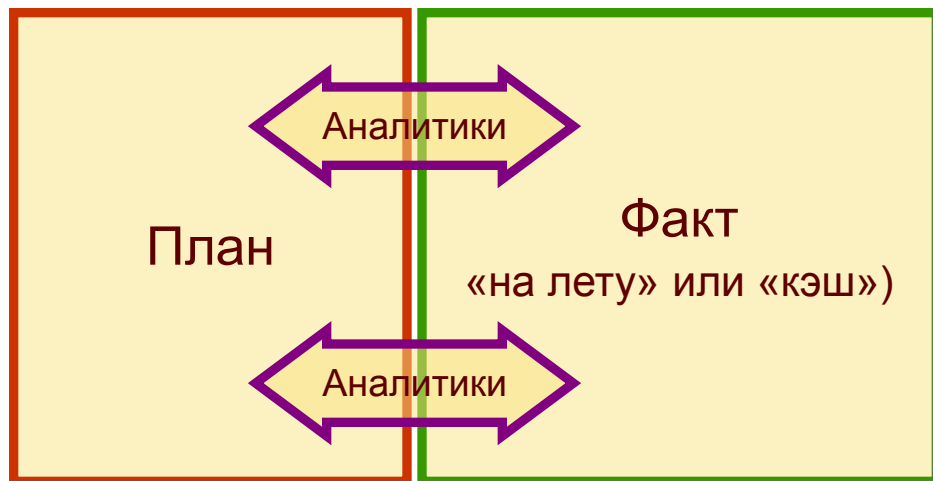 Аналитики
План
Факт
«на лету» или «кэш»)
Аналитики